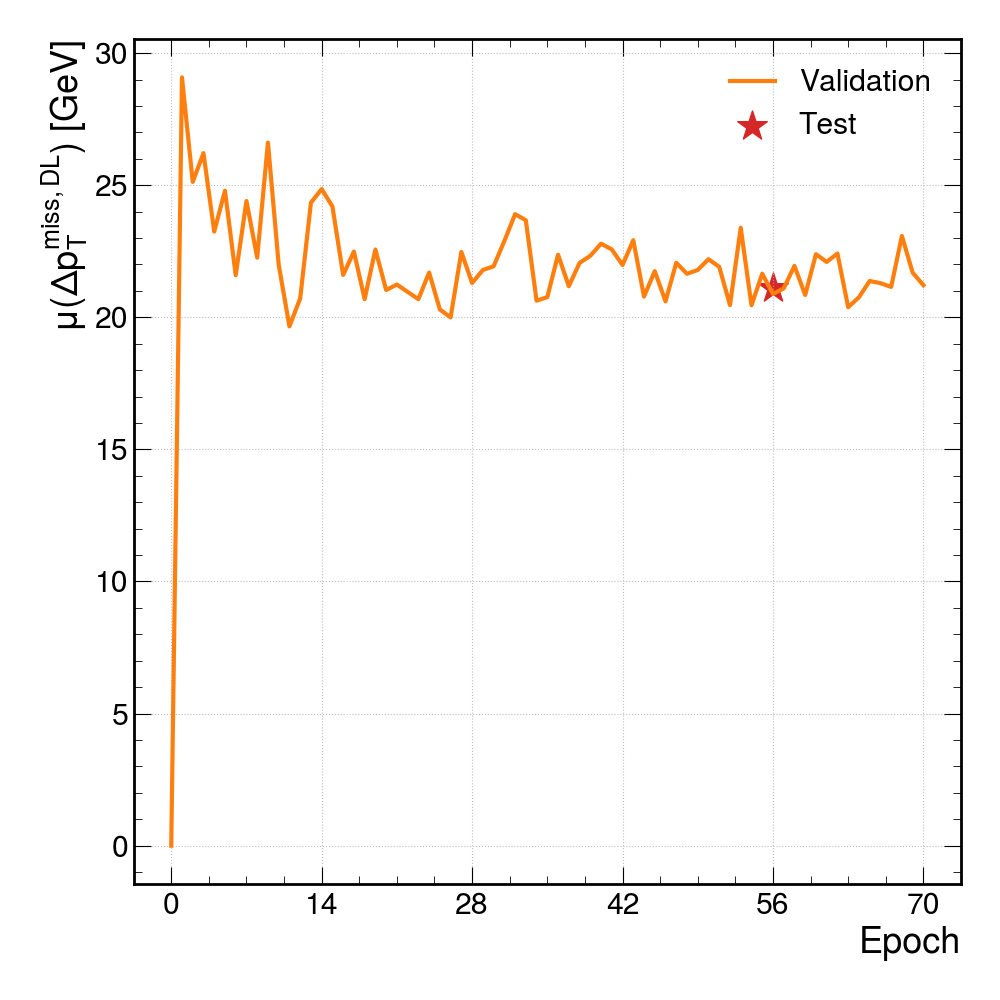 μ(Δp_T^{miss, DL}) [GeV]
30
25
20
15
10
5
0
Validation
Test
0 14 28 42 56 70
Epoch